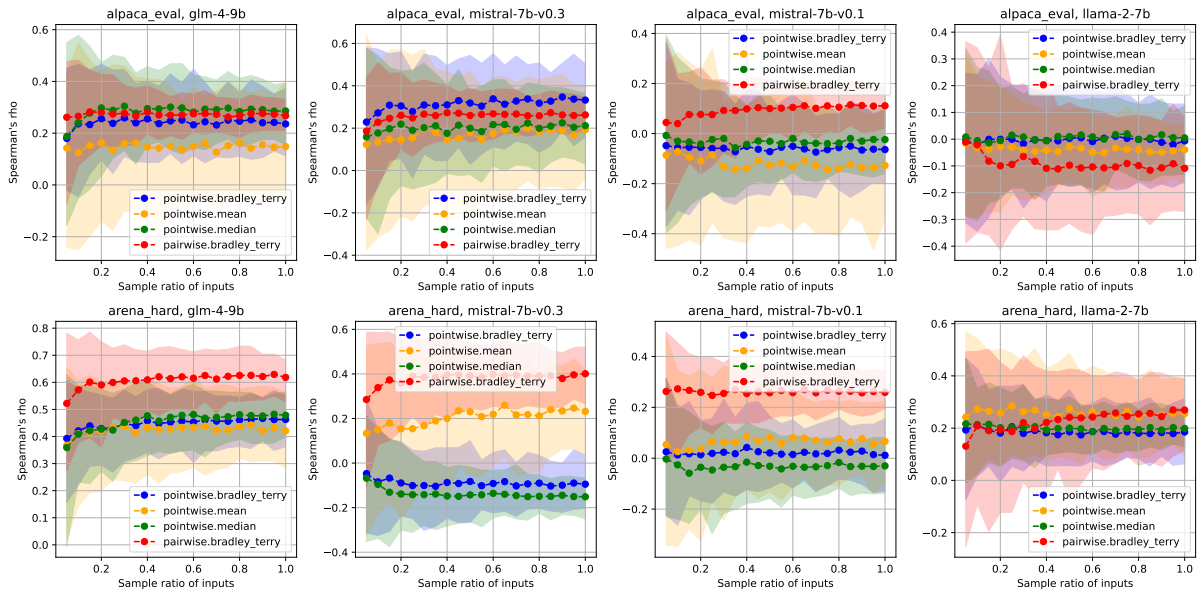 alpaca_eval, glm-4-9b
Spearman's rho
0.6
0.4
0.2
0.0
−0.2
pointwise.bradley_terry
pointwise.mean
pointwise.median
pairwise.bradley_terry
0.2 0.4 0.6 0.8 1.0
Sample ratio of inputs
alpaca_eval, mistral-7b-v0.3
Spearman's rho
0.6
0.4
0.2
0.0
−0.2
−0.4
pointwise.bradley_terry
pointwise.mean
pointwise.median
pairwise.bradley_terry
0.2 0.4 0.6 0.8 1.0
Sample ratio of inputs
alpaca_eval, mistral-7b-v0.1
Spearman's rho
0.4
0.2
0.0
−0.2
−0.4
pointwise.bradley_terry
pointwise.mean
pointwise.median
pairwise.bradley_terry
0.2 0.4 0.6 0.8 1.0
Sample ratio of inputs
alpaca_eval, llama-2-7b
Spearman's rho
0.4
0.3
0.2
0.1
0.0
−0.1
−0.2
−0.3
−0.4
pointwise.bradley_terry
pointwise.mean
pointwise.median
pairwise.bradley_terry
0.2 0.4 0.6 0.8 1.0
Sample ratio of inputs
arena_hard, glm-4-9b
Spearman's rho
0.8
0.7
0.6
0.5
0.4
0.3
0.2
0.1
0.0
pointwise.bradley_terry
pointwise.mean
pointwise.median
pairwise.bradley_terry
0.2 0.4 0.6 0.8 1.0
Sample ratio of inputs
arena_hard, mistral-7b-v0.3
Spearman's rho
0.6
0.4
0.2
0.0
−0.2
−0.4
pointwise.bradley_terry
pointwise.mean
pointwise.median
pairwise.bradley_terry
0.2 0.4 0.6 0.8 1.0
Sample ratio of inputs
arena_hard, mistral-7b-v0.1
Spearman's rho
0.4
0.2
0.0
−0.2
pointwise.bradley_terry
pointwise.mean
pointwise.median
pairwise.bradley_terry
0.2 0.4 0.6 0.8 1.0
Sample ratio of inputs
arena_hard, llama-2-7b
Spearman's rho
0.6
0.4
0.2
0.0
−0.2
pointwise.bradley_terry
pointwise.mean
pointwise.median
pairwise.bradley_terry
0.2 0.4 0.6 0.8 1.0
Sample ratio of inputs